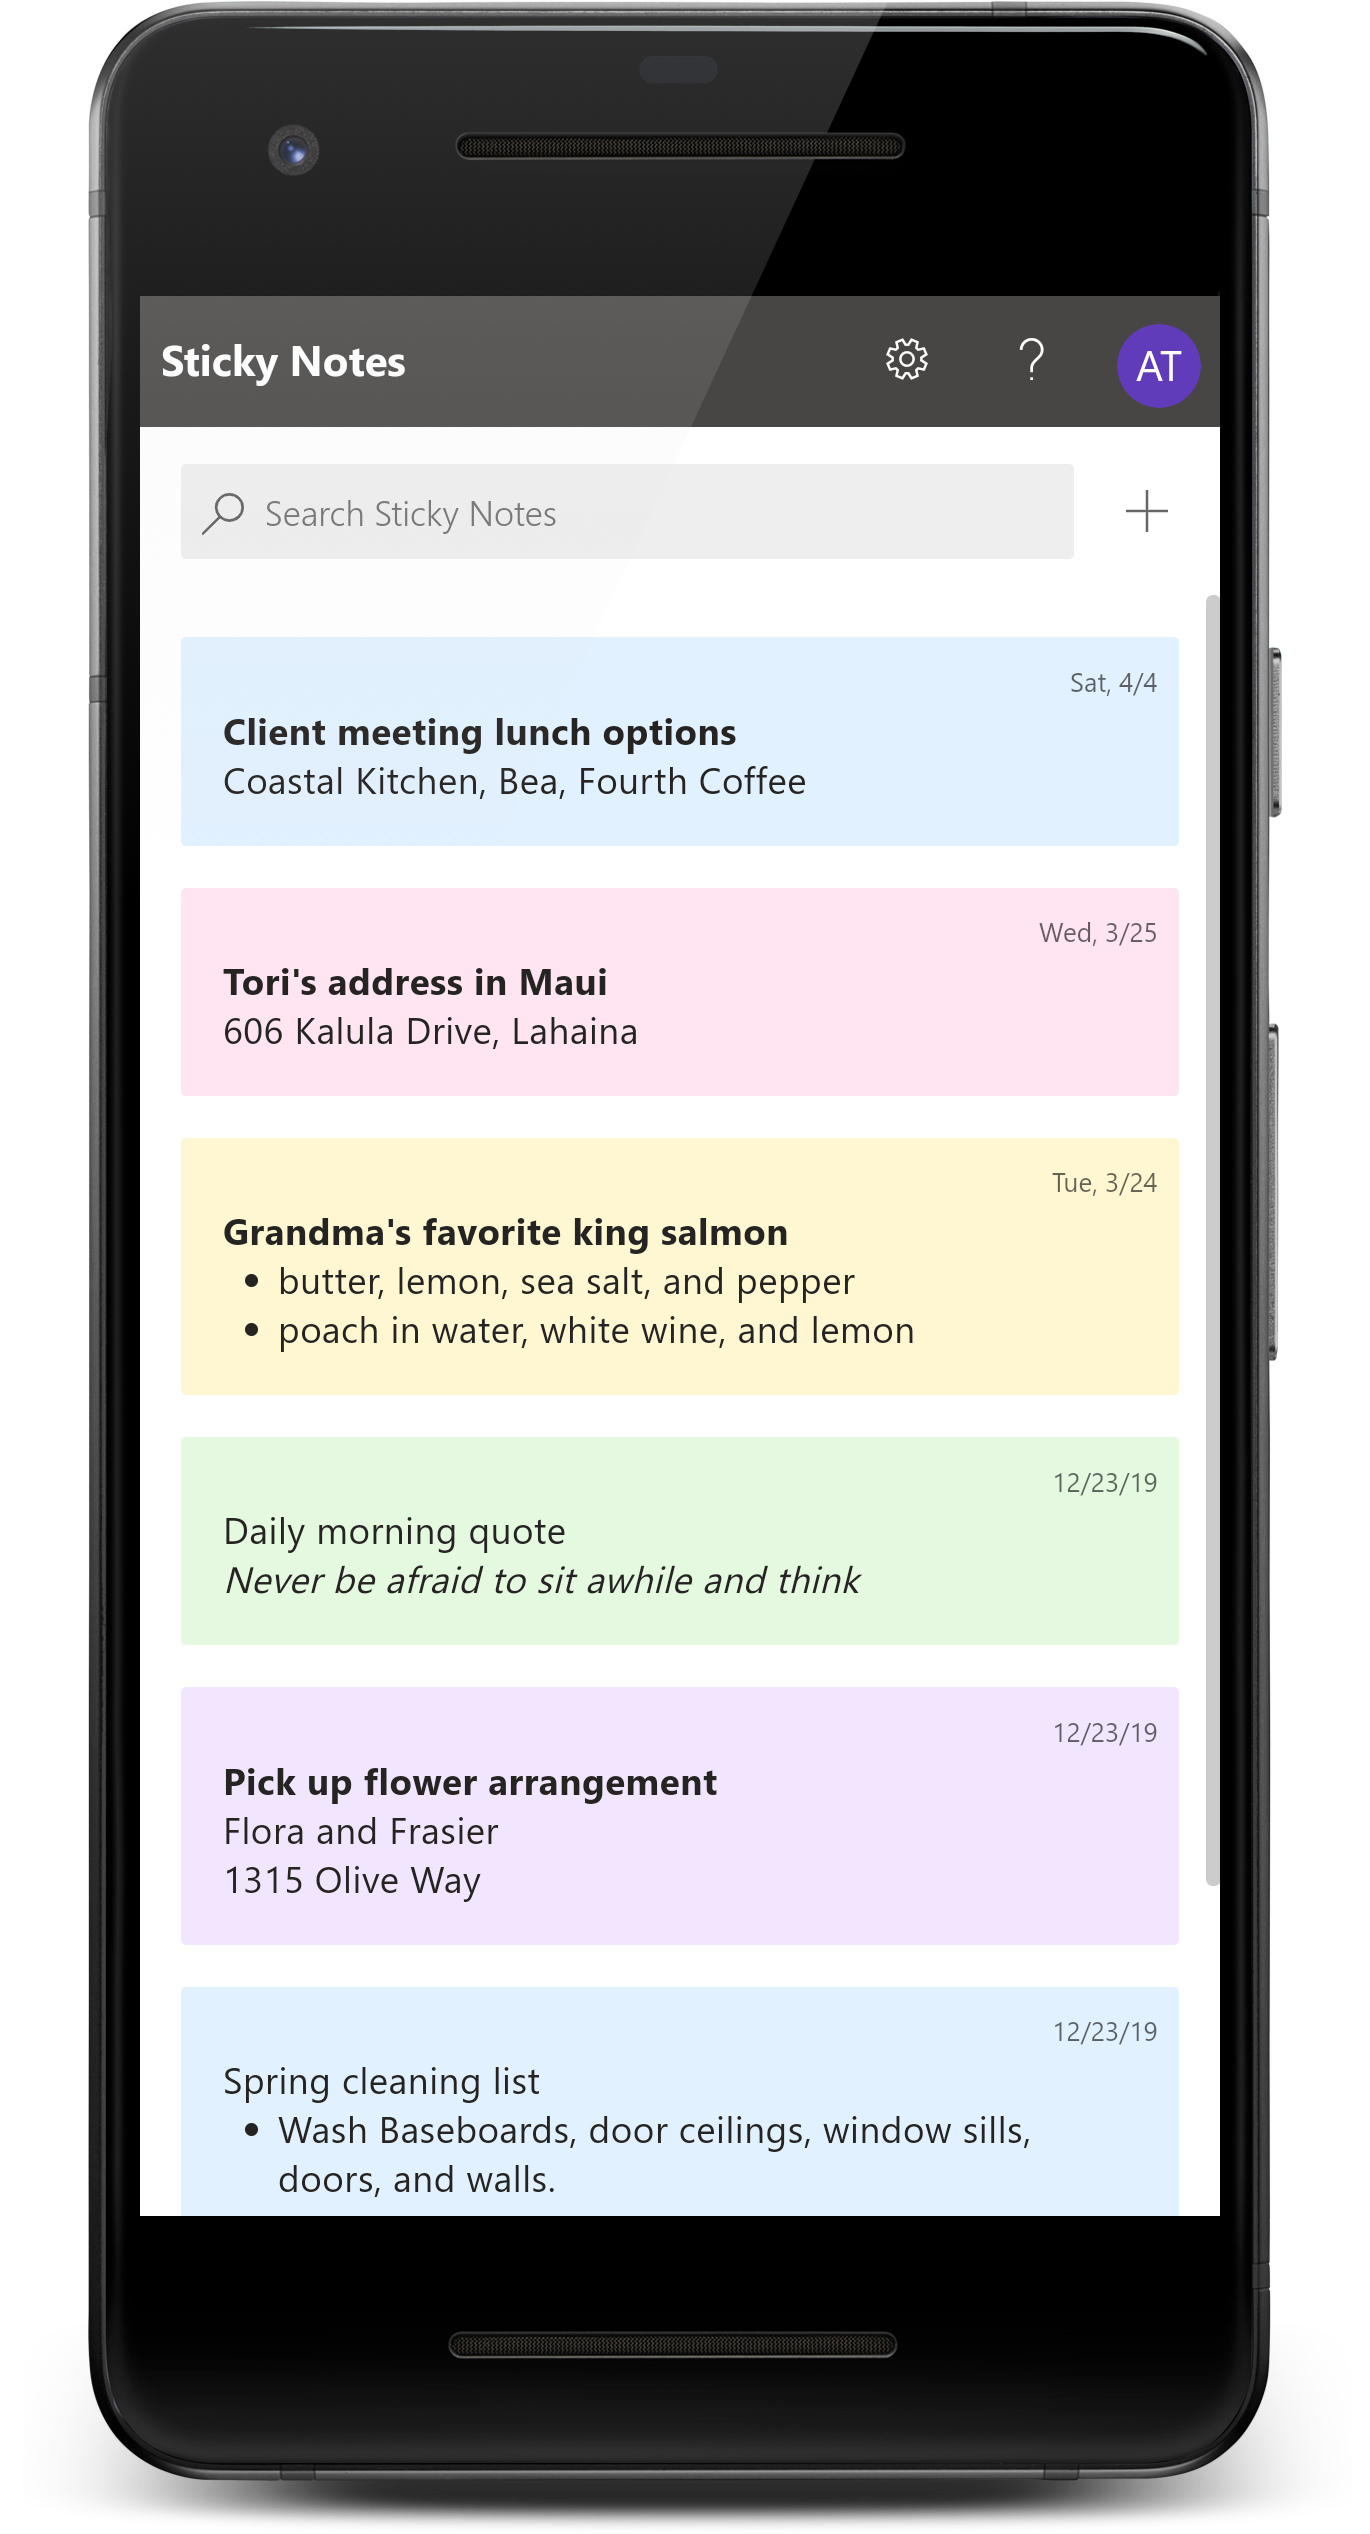 Sticky Notes
AT
Search Sticky Notes
Sat, 4/4
Client meeting lunch options
Coastal Kitchen, Bea, Fourth Coffee
Wed, 3/25
Tori's address in Maui
606 Kalula Drive, Lahaina
Tue, 3/24
Grandma's favorite king salmon
• butter, lemon, sea salt, and pepper
• poach in water, white wine, and lemon
12/23/19
Daily morning quote
Never be afraid to sit awhile and think
12/23/19
Pick up flower arrangement
Flora and Frasier
1315 Olive Way
12/23/19
Spring cleaning list
• Wash Baseboards, door ceilings, window sills,
doors, and walls.